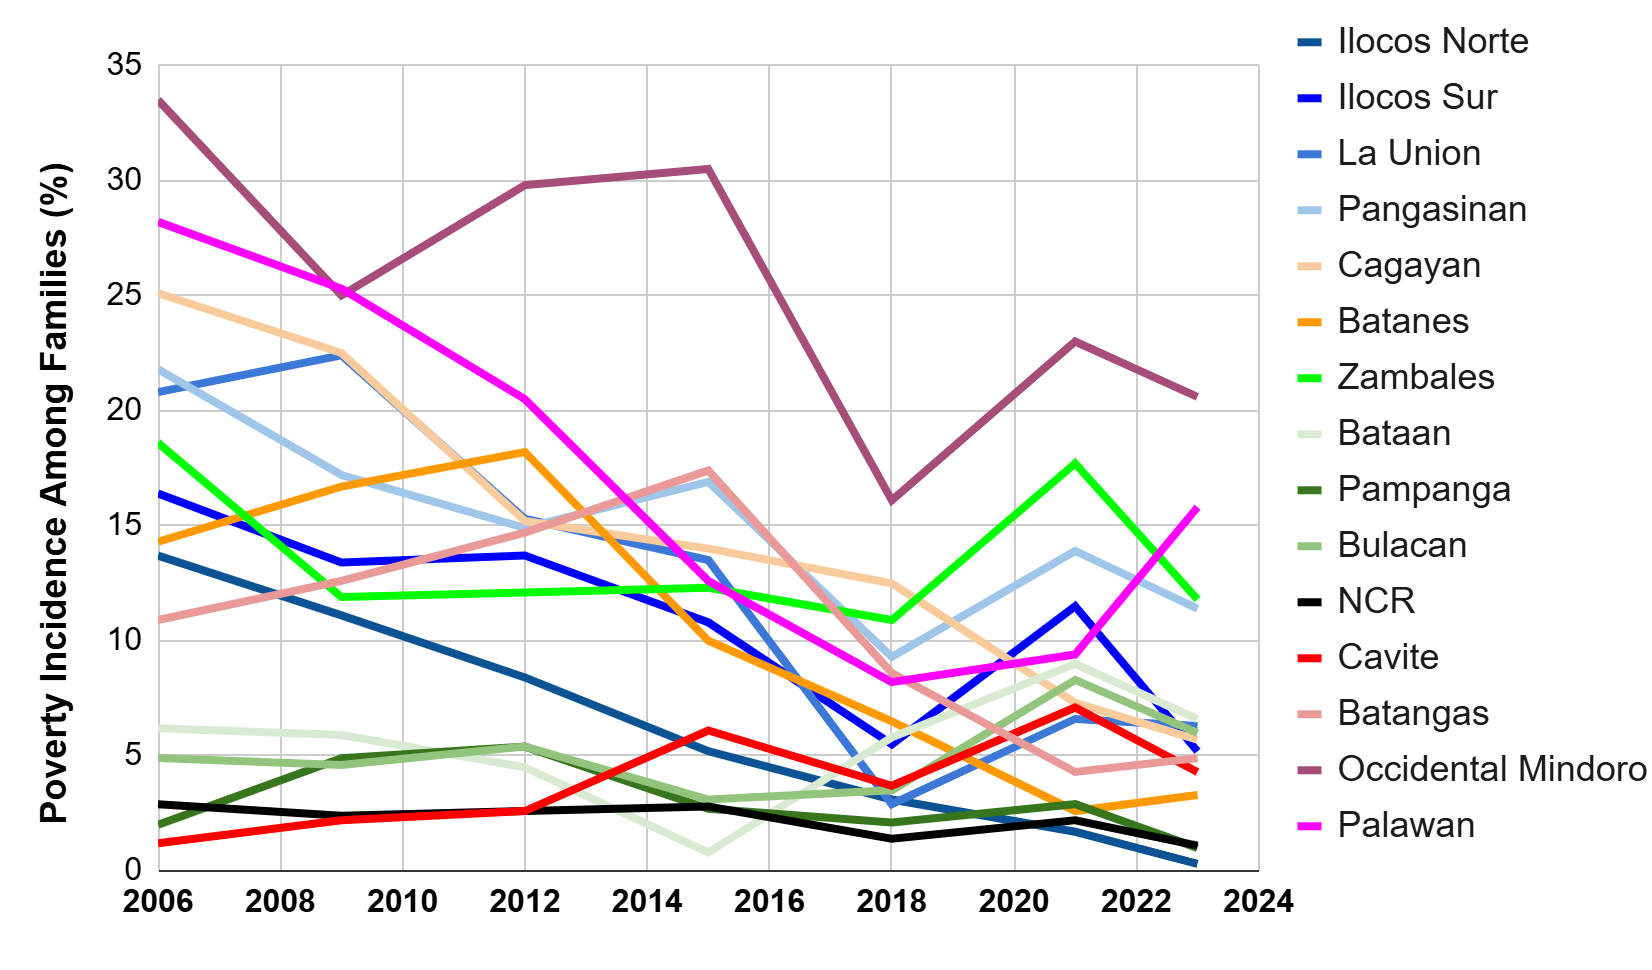 Poverty Incidence Among Families (%)
35
30
25
20
15
10
5
0
2006 2008 2010 2012 2014 2016 2018 2020 2022 2024
Ilocos Norte
Ilocos Sur
La Union
Pangasinan
Cagayan
Batanes
Zambales
Bataan
Pampanga
Bulacan
NCR
Cavite
Batangas
Occidental Mindoro
Palawan